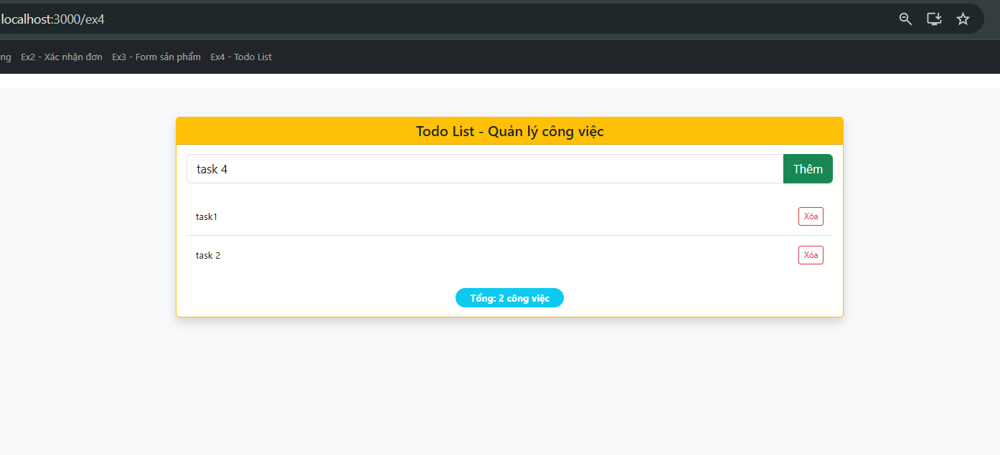 localhost:3000/ex4
ng Ex2 - Xác nhận đơn Ex3 - Form sản phẩm Ex4 - Todo List
Todo List - Quản lý công việc
task 4 Thêm
task1 Xóa
task 2 Xóa
Tổng: 2 công việc